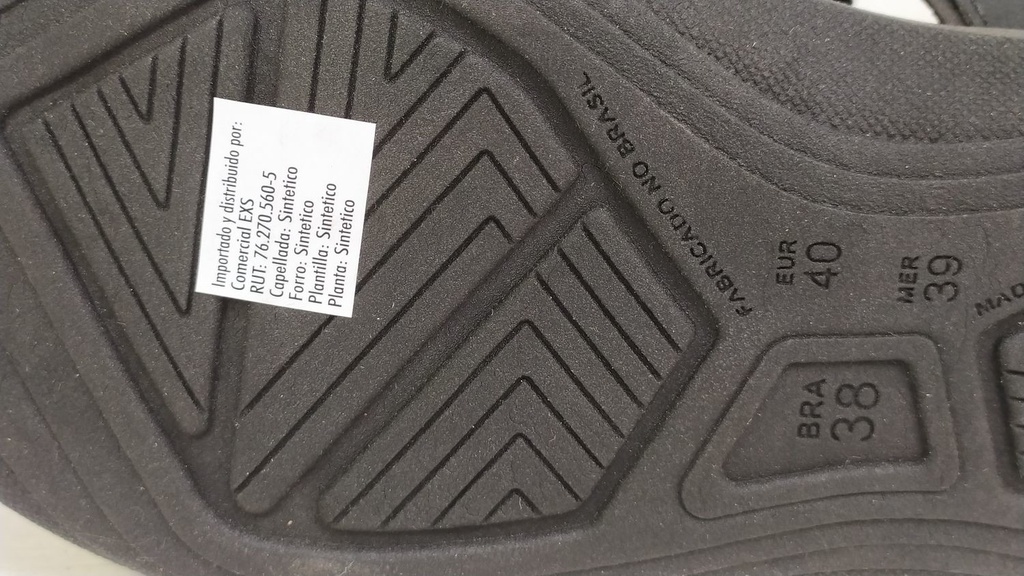 Importado y distribuido por:
Comercial EXS
RUT: 76.270.560-5
Capellada: Sintetico
Forro: Sintetico
Plantilla: Sintetico
Planta: Sintetico
FABRICADO NO BRASIL
EUR
40
MER
39
BRA
38